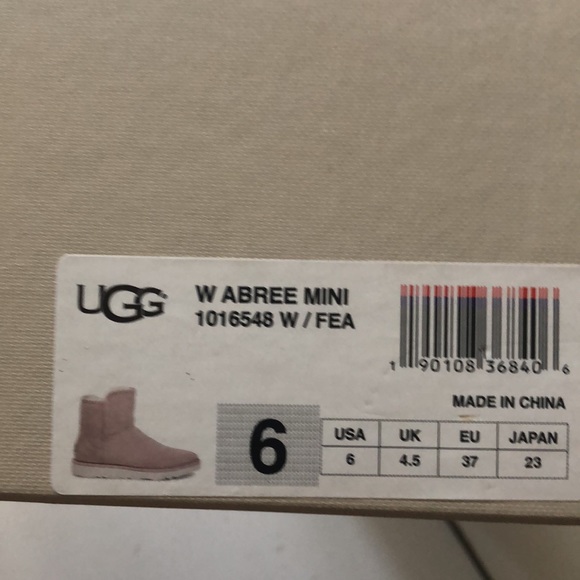 UGG
W ABREE MINI
1016548 W / FEA
1 90108 36840 6
MADE IN CHINA
6
USA UK EU JAPAN
6 4.5 37 23